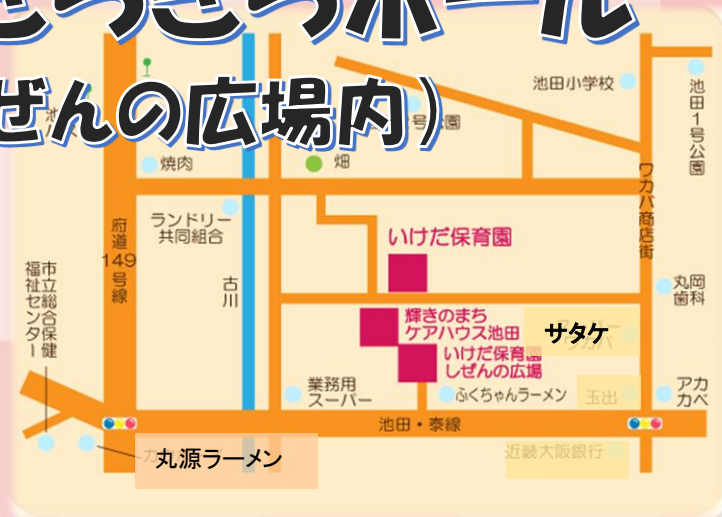 ぜんの広場内)
池田小学校
池田1号公園
号公園
焼肉
畑
ワカバ商店街
ランドリー
共同組合
府道
149
号線
古川
いけだ保育園
市立総合保健
福祉センター
丸岡
歯科
輝きのまち
ケアハウス池田
サタケ
いけだ保育園
しぜんの広場
業務用
スーパー
ふくちゃんラーメン
玉出
アカ
カベ
池田・泰線
丸源ラーメン
近畿大阪銀行